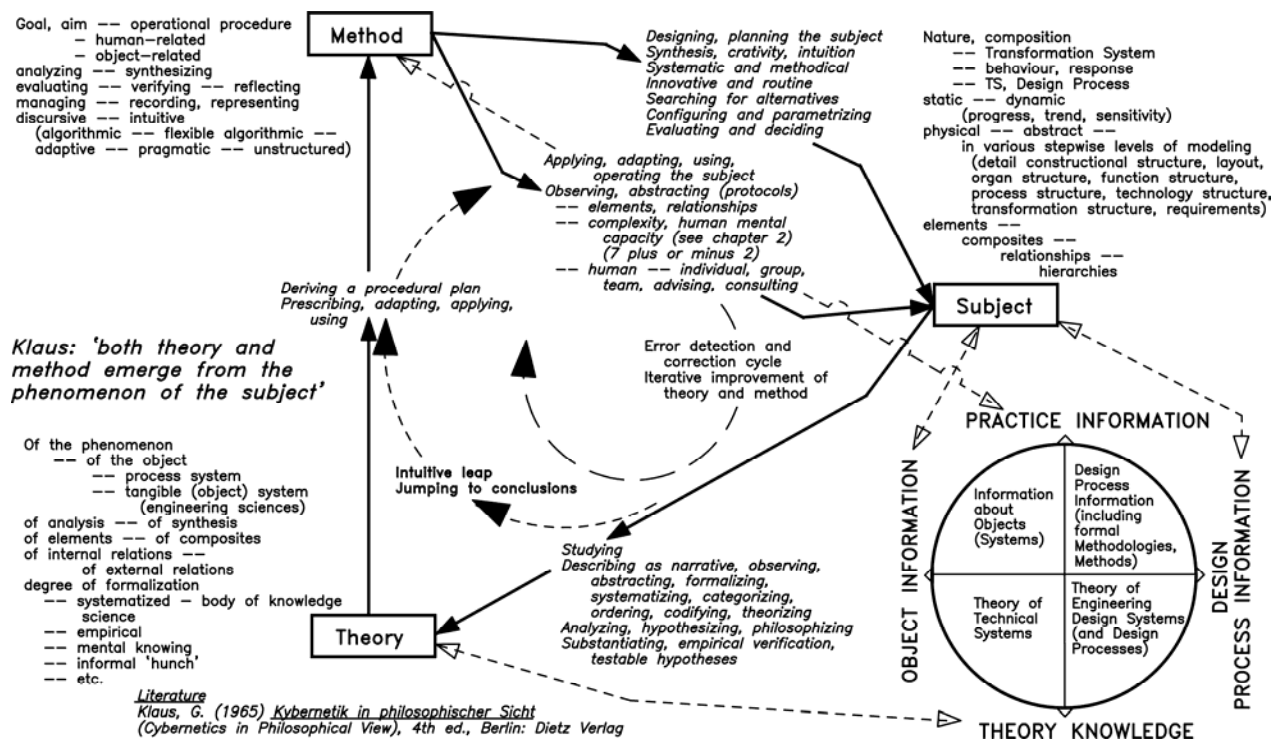 Goal, aim –– operational procedure
– human–related
– object–related
analyzing –– synthesizing
evaluating –– verifying –– reflecting
managing –– recording, representing
discursive –– intuitive
(algorithmic –– flexible algorithmic ––
adaptive –– pragmatic –– unstructured)
Method
Designing, planning the subject
Synthesis, crativity, intuition
Systematic and methodical
Innovative and routine
Searching for alternatives
Configuring and parametrizing
Evaluating and deciding
Nature, composition
–– Transformation System
–– behaviour, response
–– TS, Design Process
static –– dynamic
(progress, trend, sensitivity)
physical –– abstract ––
in various stepwise levels of modeling
(detail constructional structure, layout,
organ structure, function structure,
process structure, technology structure,
transformation structure, requirements)
elements ––
composites ––
relationships ––
hierarchies
Applying, adapting, using,
operating the subject
Observing, abstracting (protocols)
–– elements, relationships
–– complexity, human mental
capacity (see chapter 2)
(7 plus or minus 2)
–– human –– individual, group,
team, advising, consulting
Deriving a procedural plan
Prescribing, adapting, applying,
using
Subject
Klaus: ‘both theory and
method emerge from the
phenomenon of the subject’
Error detection and
correction cycle
Iterative improvement of
theory and method
Of the phenomenon
–– of the object
–– process system
–– tangible (object) system
(engineering sciences)
of analysis –– of synthesis
of elements –– of composites
of internal relations ––
of external relations
degree of formalization
–– systematized – body of knowledge
science
–– empirical
–– mental knowing
–– informal ‘hunch’
–– etc.
Intuitive leap
Jumping to conclusions
Studying
Describing as narrative, observing,
abstracting, formalizing,
systematizing, categorizing,
ordering, codifying, theorizing
Analyzing, hypothesizing, philosophizing
Substantiating, empirical verification,
testable hypotheses
Theory
Literature
Klaus, G. (1965) Kybernetik in philosophischer Sicht
(Cybernetics in Philosophical View), 4th ed., Berlin: Dietz Verlag
PRACTICE INFORMATION
OBJECT INFORMATION
Information
about
Objects
(Systems)
Design
Process
Information
(including
formal
Methodologies,
Methods)
Theory of
Technical
Systems
Theory of
Engineering
Design Systems
(and Design
Processes)
DESIGN
PROCESS INFORMATION
THEORY KNOWLEDGE